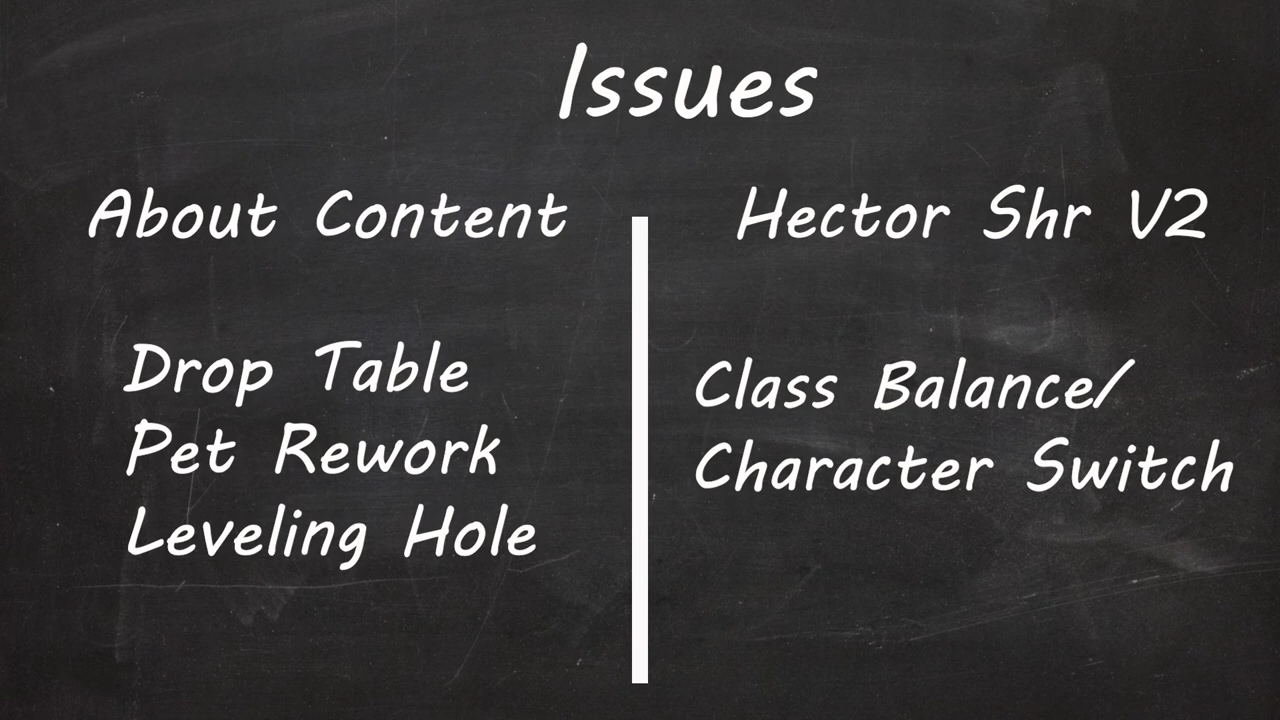 Issues
About Content
Drop Table
Pet Rework
Leveling Hole
Hector Shr V2
Class Balance/
Character Switch